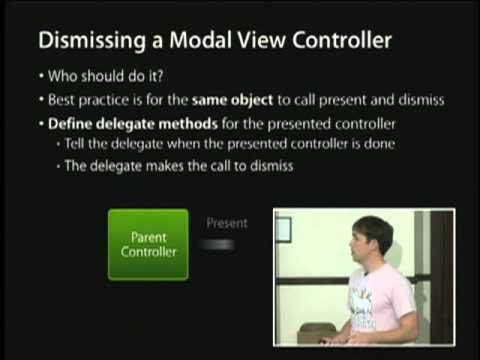 Dismissing a Modal View Controller
• Who should do it?
• Best practice is for the same object to call present and dismiss
• Define delegate methods for the presented controller
• Tell the delegate when the presented controller is done
• The delegate makes the call to dismiss
Parent
Controller
Present